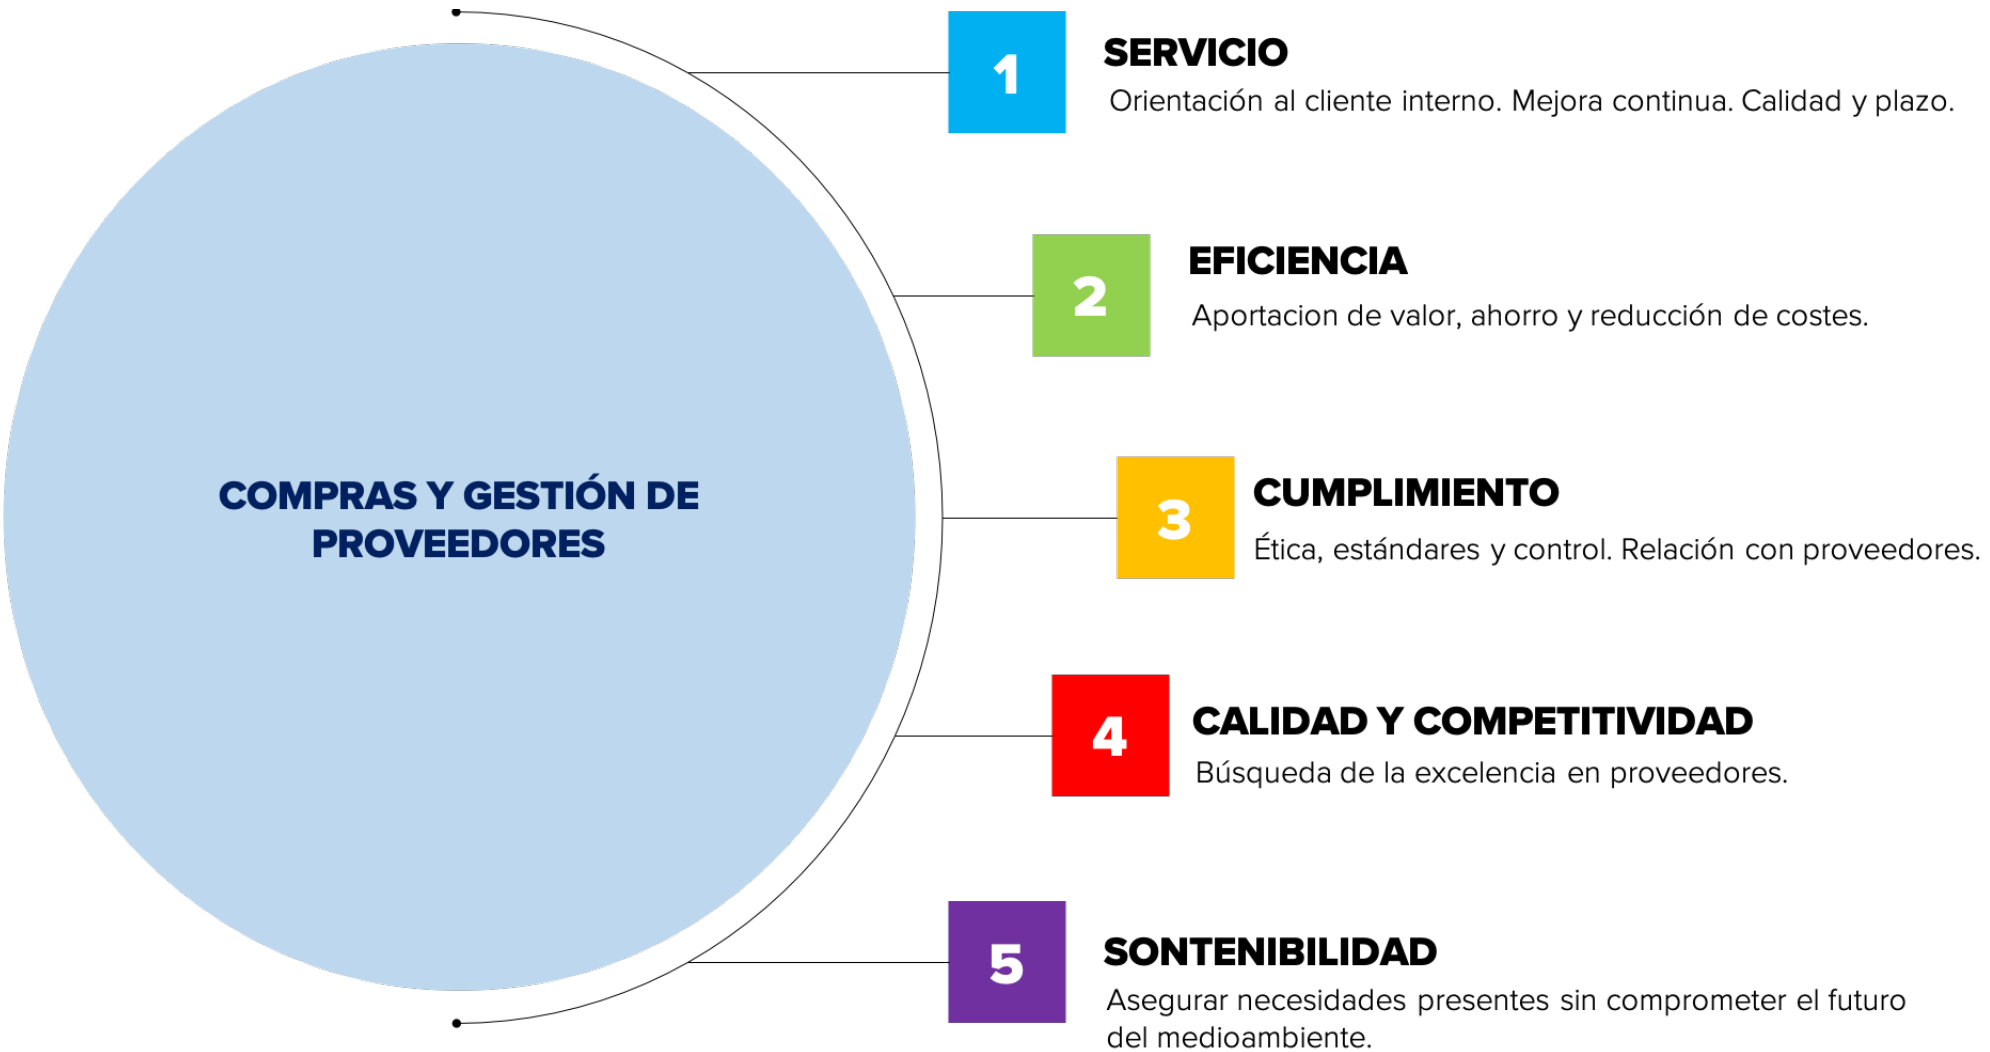 COMPRAS Y GESTIÓN DE
PROVEEDORES
1
SERVICIO
Orientación al cliente interno. Mejora continua. Calidad y plazo.
2
EFICIENCIA
Aportacion de valor, ahorro y reducción de costes.
3
CUMPLIMIENTO
Ética, estándares y control. Relación con proveedores.
4
CALIDAD Y COMPETITIVIDAD
Búsqueda de la excelencia en proveedores.
5
SONTENIBILIDAD
Asegurar necesidades presentes sin comprometer el futuro
del medioambiente.